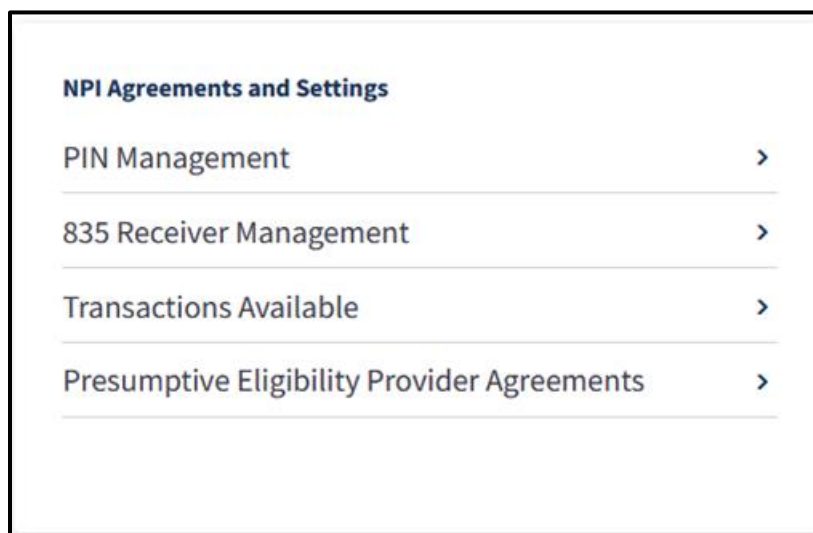 NPI Agreements and Settings
PIN Management
835 Receiver Management
Transactions Available
Presumptive Eligibility Provider Agreements